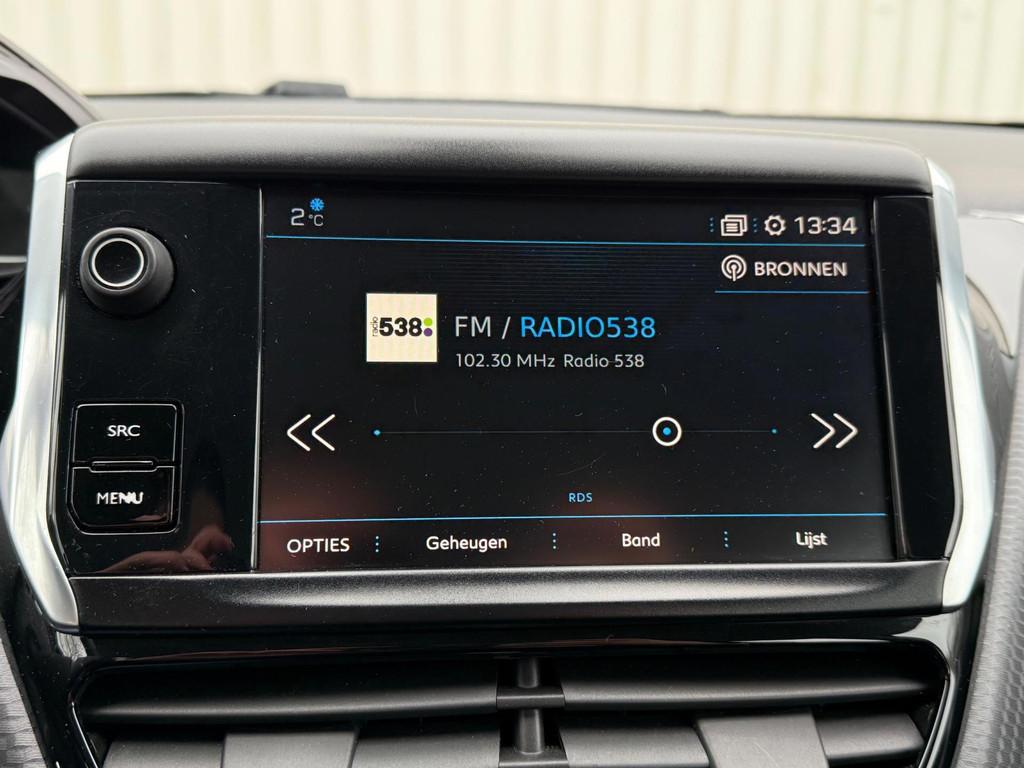 2°C
13:34
BRONNEN
radio 538
FM / RADIO538
102.30 MHz Radio 538
SRC
MENU
RDS
OPTIES
Geheugen
Band
Lijst